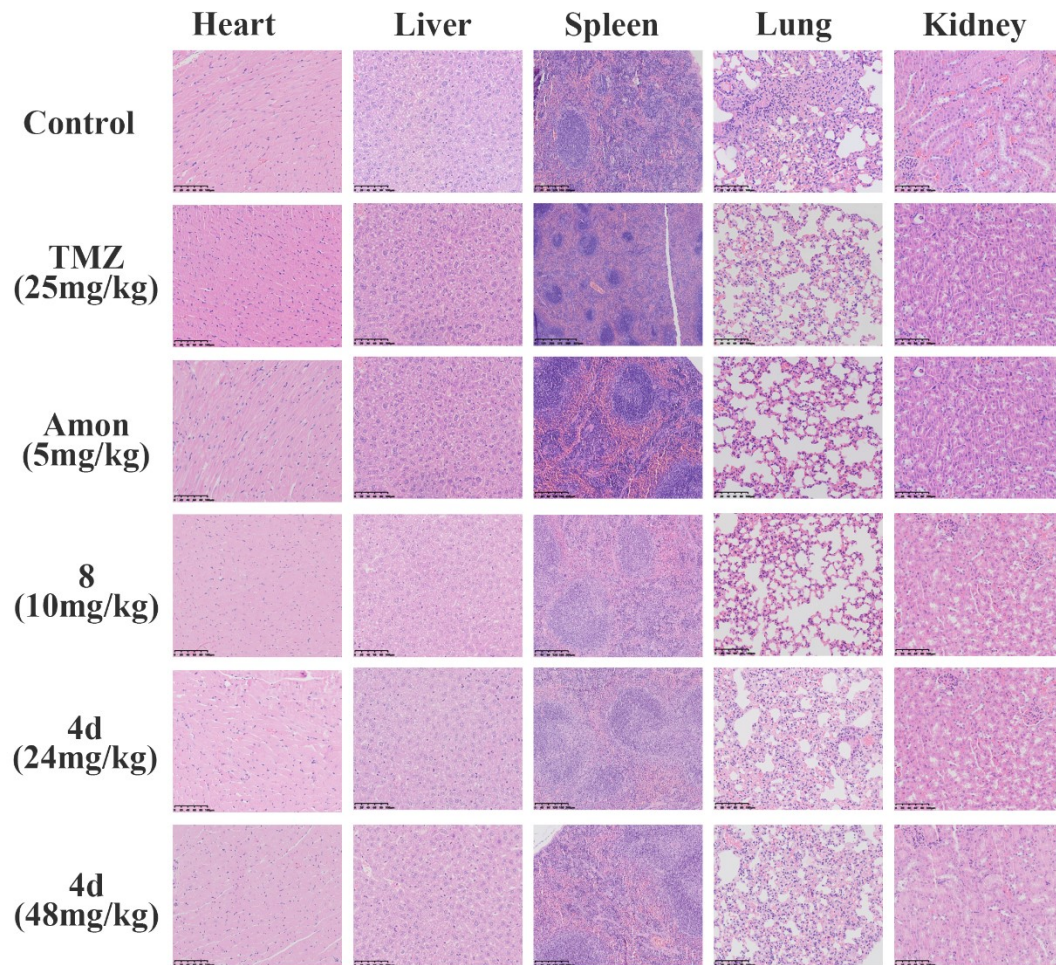 Heart Liver Spleen Lung Kidney
Control
TMZ
(25mg/kg)
Amon
(5mg/kg)
8
(10mg/kg)
4d
(24mg/kg)
4d
(48mg/kg)